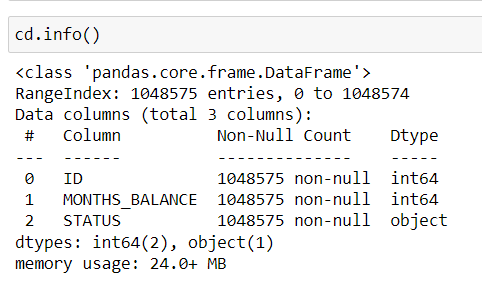 cd.info()
<class 'pandas.core.frame.DataFrame'>
RangeIndex: 1048575 entries, 0 to 1048574
Data columns (total 3 columns):
 #   Column          Non-Null Count    Dtype
---  ------          --------------    -----
 0   ID              1048575 non-null  int64
 1   MONTHS_BALANCE  1048575 non-null  int64
 2   STATUS          1048575 non-null  object
dtypes: int64(2), object(1)
memory usage: 24.0+ MB